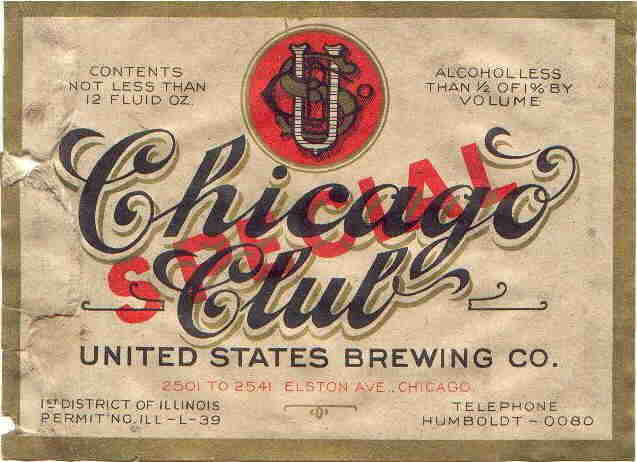 CONTENTS
NOT LESS THAN
12 FLUID OZ.
ALCOHOL LESS
THAN ½ OF 1% BY
VOLUME
Chicago
SPECIAL
Club
UNITED STATES BREWING CO.
2501 TO 2541 ELSTON AVE., CHICAGO.
1ST DISTRICT OF ILLINOIS
PERMIT NO. ILL-L-39
TELEPHONE
HUMBOLDT-0080